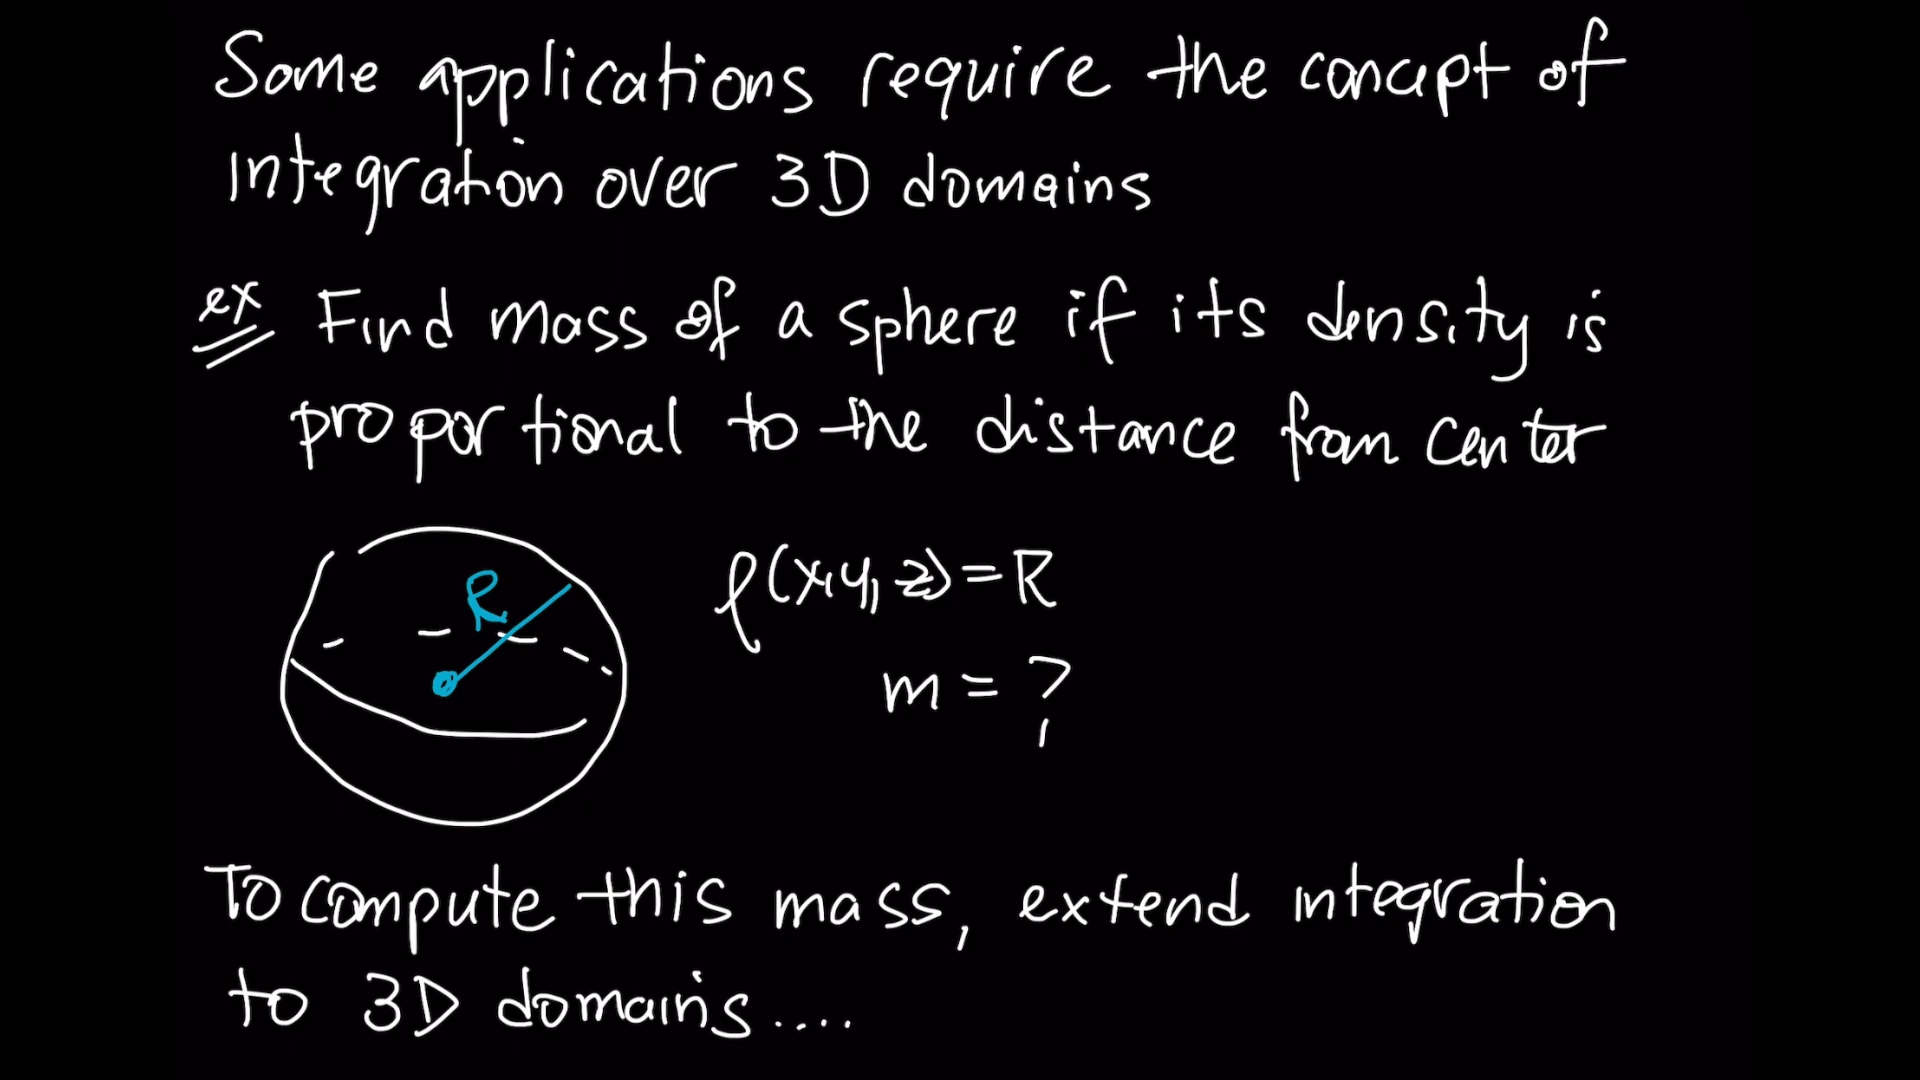 Some applications require the concept of
integration over 3D domains
ex Find mass of a sphere if its density is
proportional to the distance from center
R
ρ(x,y,z)=R
m = ?
To compute this mass, extend integration
to 3D domains....